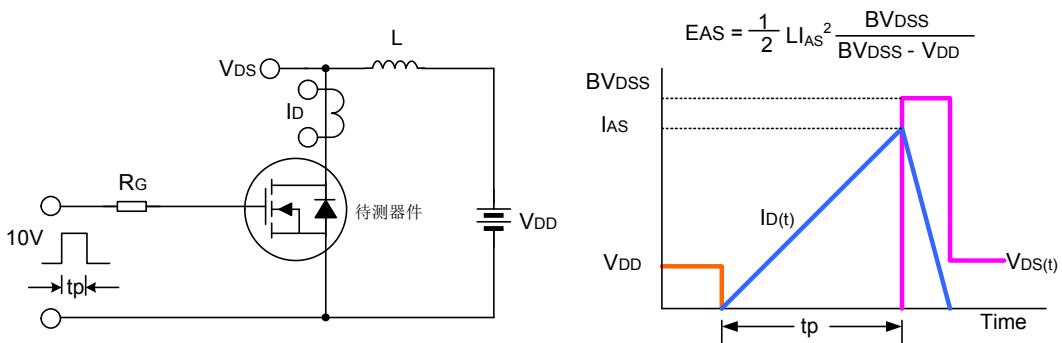 L
VDS
ID
RG
待测器件
10V
tp
VDD
EAS = 1/2 LIAS² BVDSS / BVDSS - VDD
BVDSS
IAS
ID(t)
VDD
VDS(t)
tp
Time